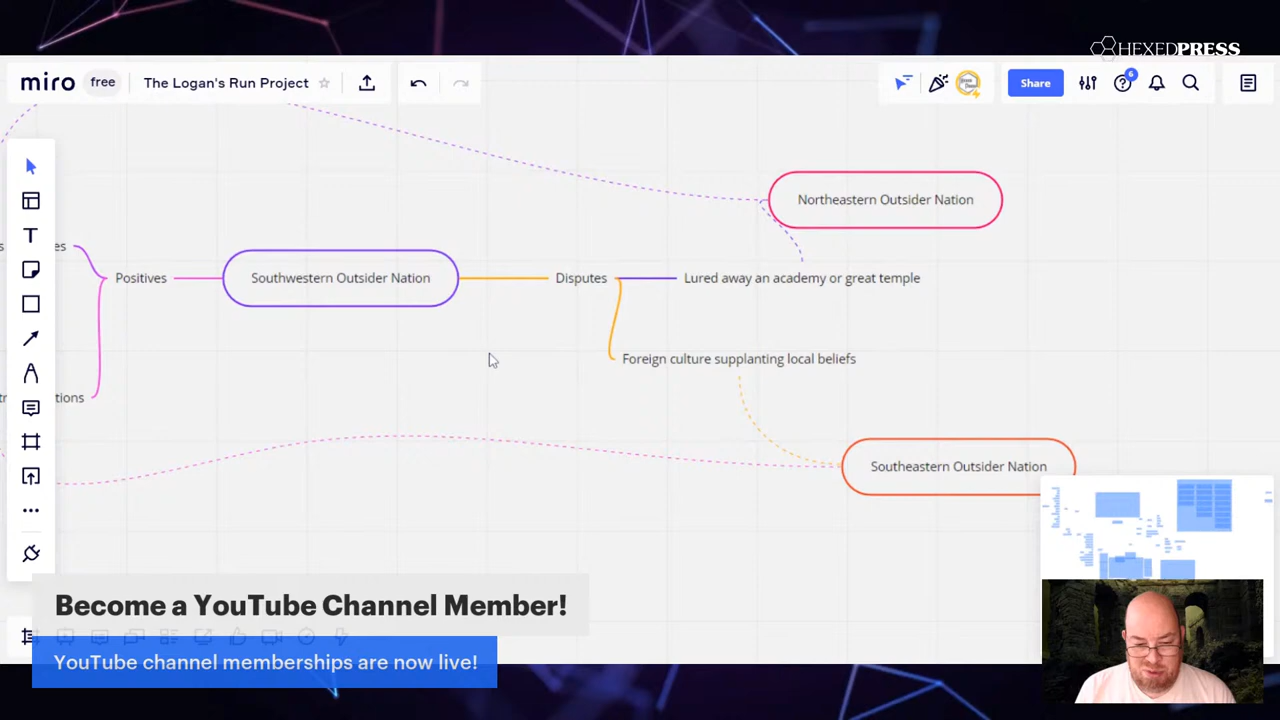 HEXEDPRESS
miro free The Logan's Run Project Share 6
T
Northeastern Outsider Nation
es
Positives Southwestern Outsider Nation Disputes Lured away an academy or great temple
Foreign culture supplanting local beliefs
tr tions
Southeastern Outsider Nation
Become a YouTube Channel Member!
YouTube channel memberships are now live!